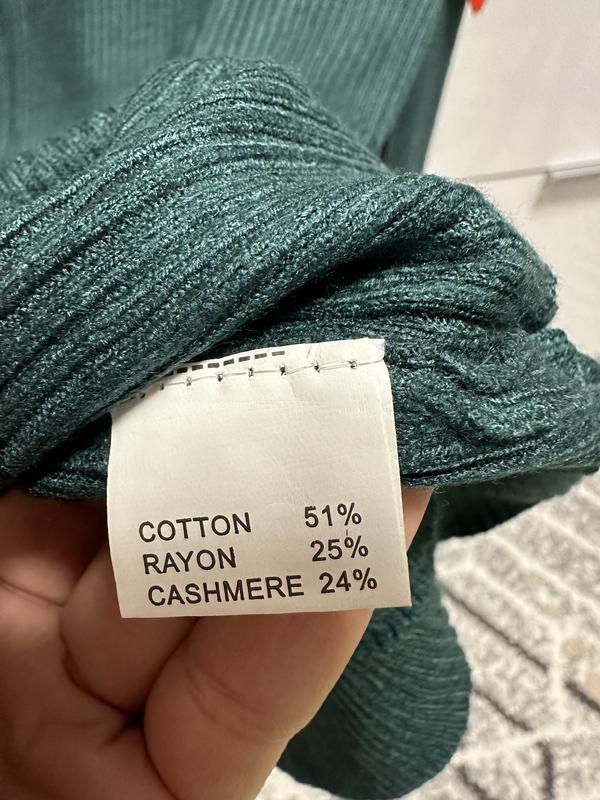 COTTON 51%
RAYON 25%
CASHMERE 24%